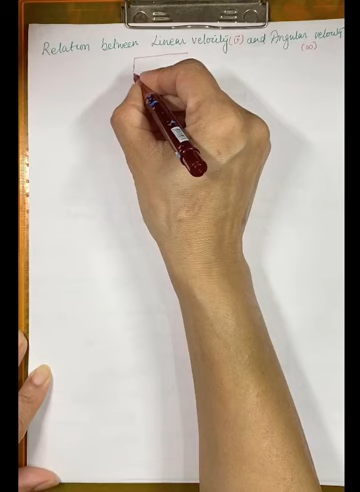 Relation between Linear velocity (v⃗) and Angular velocity
(ω)